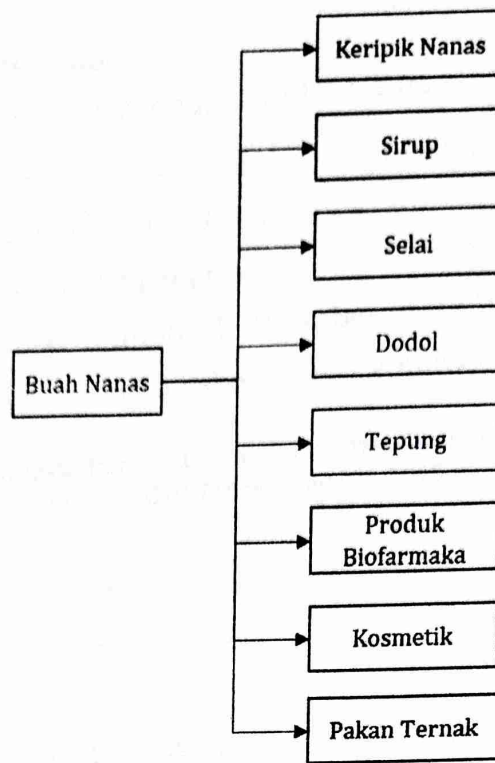 Keripik Nanas
Sirup
Selai
Dodol
Buah Nanas
Tepung
Produk
Biofarmaka
Kosmetik
Pakan Ternak